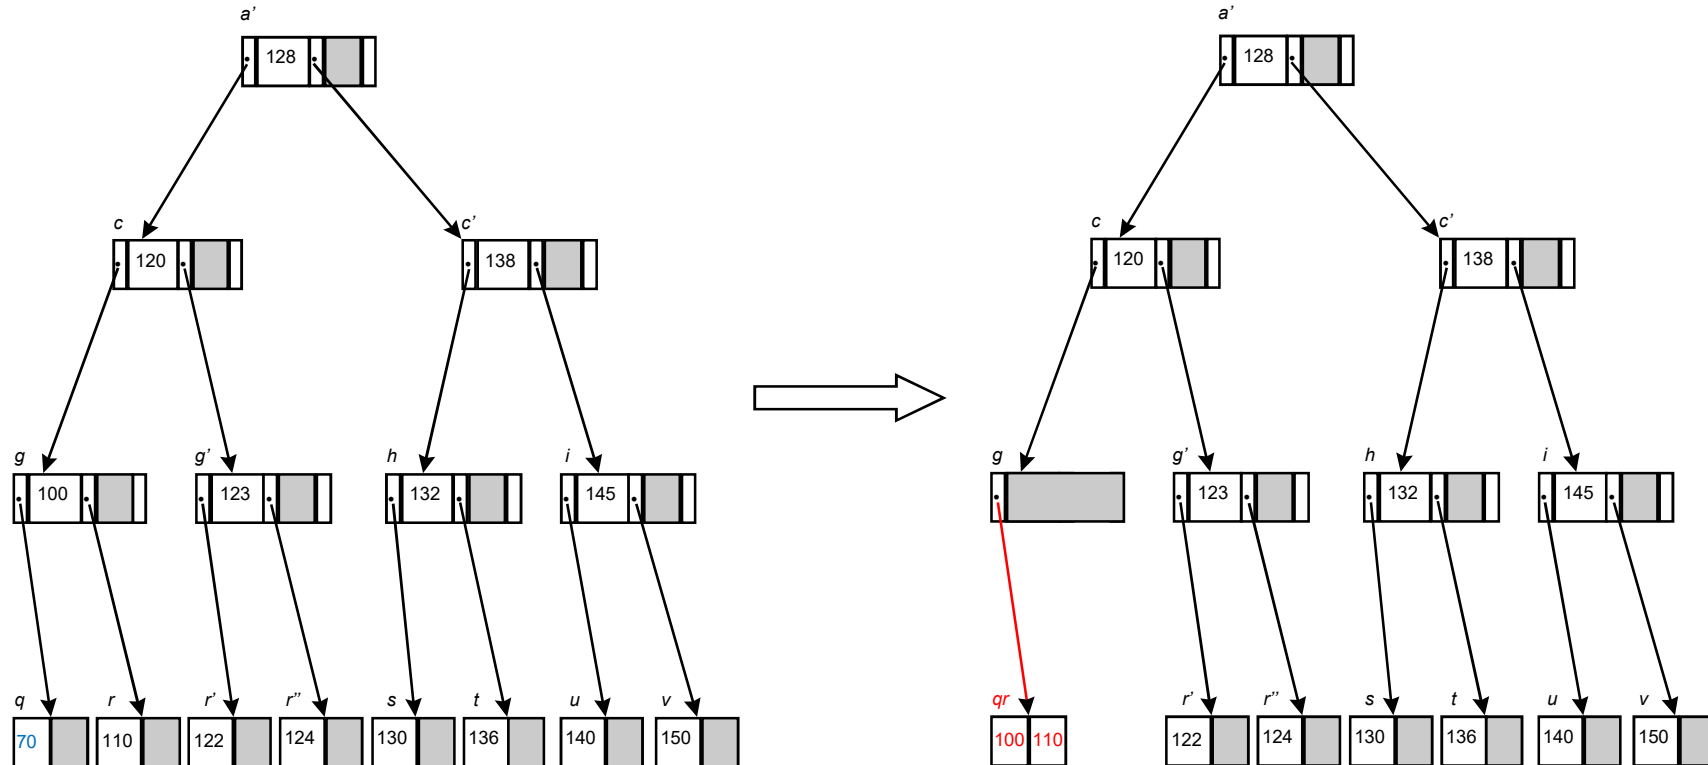 a’ a’
128 128
c c’ c c’
120 138 120 138
g g’ h i g g’ h i
100 123 132 145 123 132 145
q r r’ r’’ s t u v qr r’ r’’ s t u v
70 110 122 124 130 136 140 150 100 110 122 124 130 136 140 150